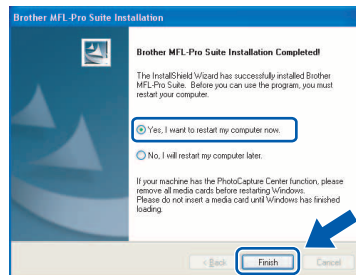 Brother MFL-Pro Suite Installation
Brother MFL-Pro Suite Installation Completed!
The InstallShield Wizard has successfully installed Brother
MFL-Pro Suite. Before you can use the program, you must
restart your computer.
Yes, I want to restart my computer now.
No, I will restart my computer later.
If your machine has the PhotoCapture Center function, please
remove all media cards before restarting Windows.
Please do not insert a media card until Windows has finished
loading.
< Back Finish Cancel